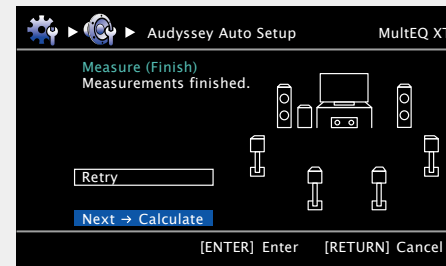 Audyssey Auto Setup MultEQ XT
Measure (Finish)
Measurements finished.
Retry
Next → Calculate
[ENTER] Enter [RETURN] Cancel